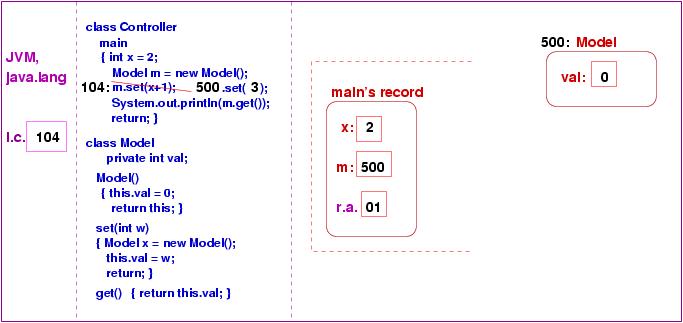 JVM,
java.lang
i.c. 104
class Controller
main
{ int x = 2;
Model m = new Model();
104: m.set(x+1); 500 .set( 3 );
System.out.println(m.get());
return; }
class Model
private int val;
Model()
{ this.val = 0;
return this; }
set(int w)
{ Model x = new Model();
this.val = w;
return; }
get() { return this.val; }
main's record
x: 2
m: 500
r.a. 01
500: Model
val: 0